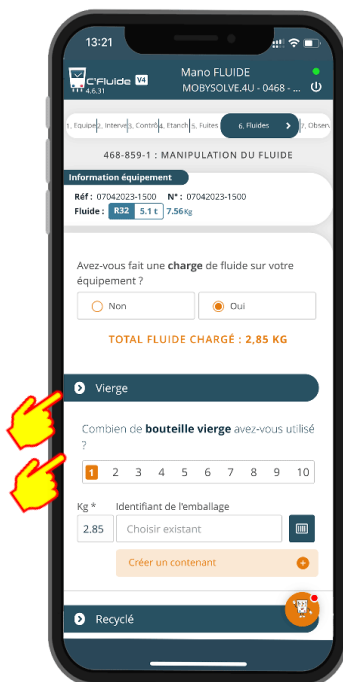 13:21
C'Fluide V4
4.6.31
Mano FLUIDE
MOBYSOLVE.4U - 0468 - ...
1, Equipe 2, Interve 3, Contrô 4, Etanch 5, Fuites 6, Fluides 7, Observ
468-859-1 : MANIPULATION DU FLUIDE
Information équipement
Réf : 07042023-1500 N° : 07042023-1500
Fluide : R32 5.1 t 7.56Kg
Avez-vous fait une charge de fluide sur votre
équipement ?
Non Oui
TOTAL FLUIDE CHARGÉ : 2,85 KG
Vierge
Combien de bouteille vierge avez-vous utilisé
?
1 2 3 4 5 6 7 8 9 10
Kg * Identifiant de l'emballage
2.85 Choisir existant
Créer un contenant
Recyclé